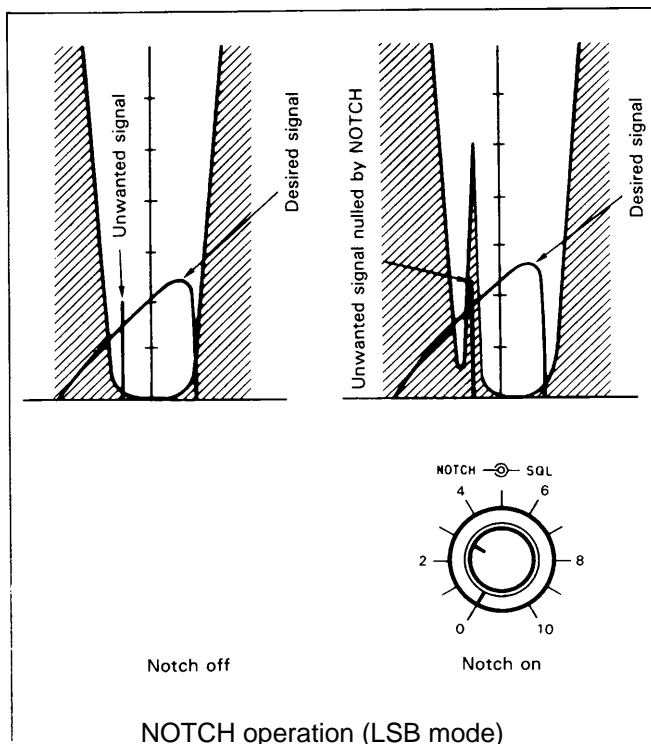 Unwanted signal
Desired signal
Unwanted signal nulled by NOTCH
Desired signal
NOTCH SQL
4 6
2 8
0 10
Notch off
Notch on
NOTCH operation (LSB mode)